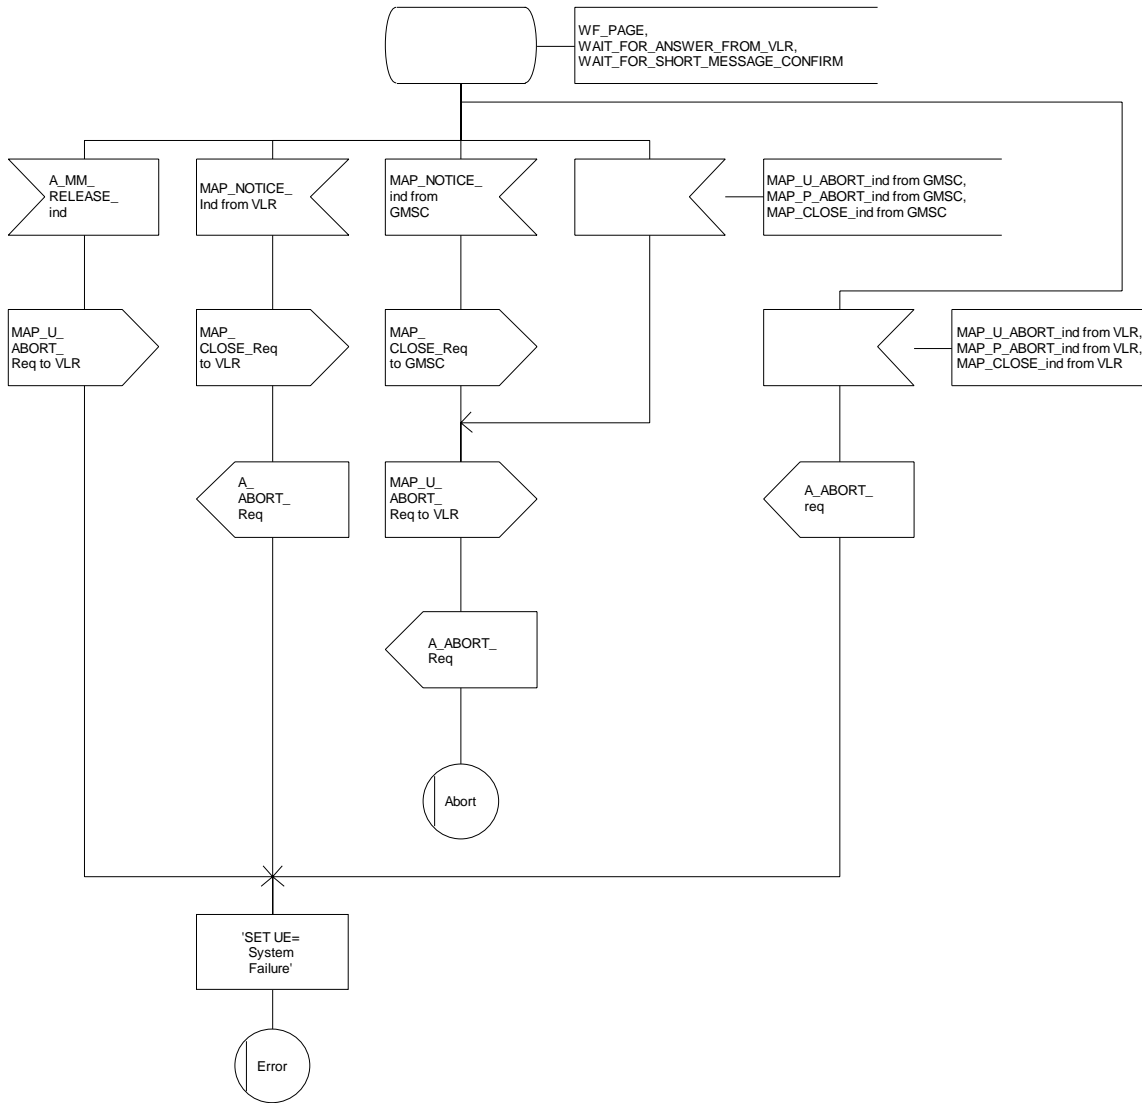 WF_PAGE,
WAIT_FOR_ANSWER_FROM_VLR,
WAIT_FOR_SHORT_MESSAGE_CONFIRM
A_MM_
RELEASE_
ind
MAP_NOTICE_
Ind from VLR
MAP_NOTICE_
ind from
GMSC
MAP_U_ABORT_ind from GMSC,
MAP_P_ABORT_ind from GMSC,
MAP_CLOSE_ind from GMSC
MAP_U_
ABORT_
Req to VLR
MAP_
CLOSE_Req
to VLR
MAP_
CLOSE_Req
to GMSC
MAP_U_ABORT_ind from VLR,
MAP_P_ABORT_ind from VLR,
MAP_CLOSE_ind from VLR
A_
ABORT_
Req
MAP_U_
ABORT_
Req to VLR
A_ABORT_
req
A_ABORT_
Req
Abort
'SET UE=
System
Failure'
Error